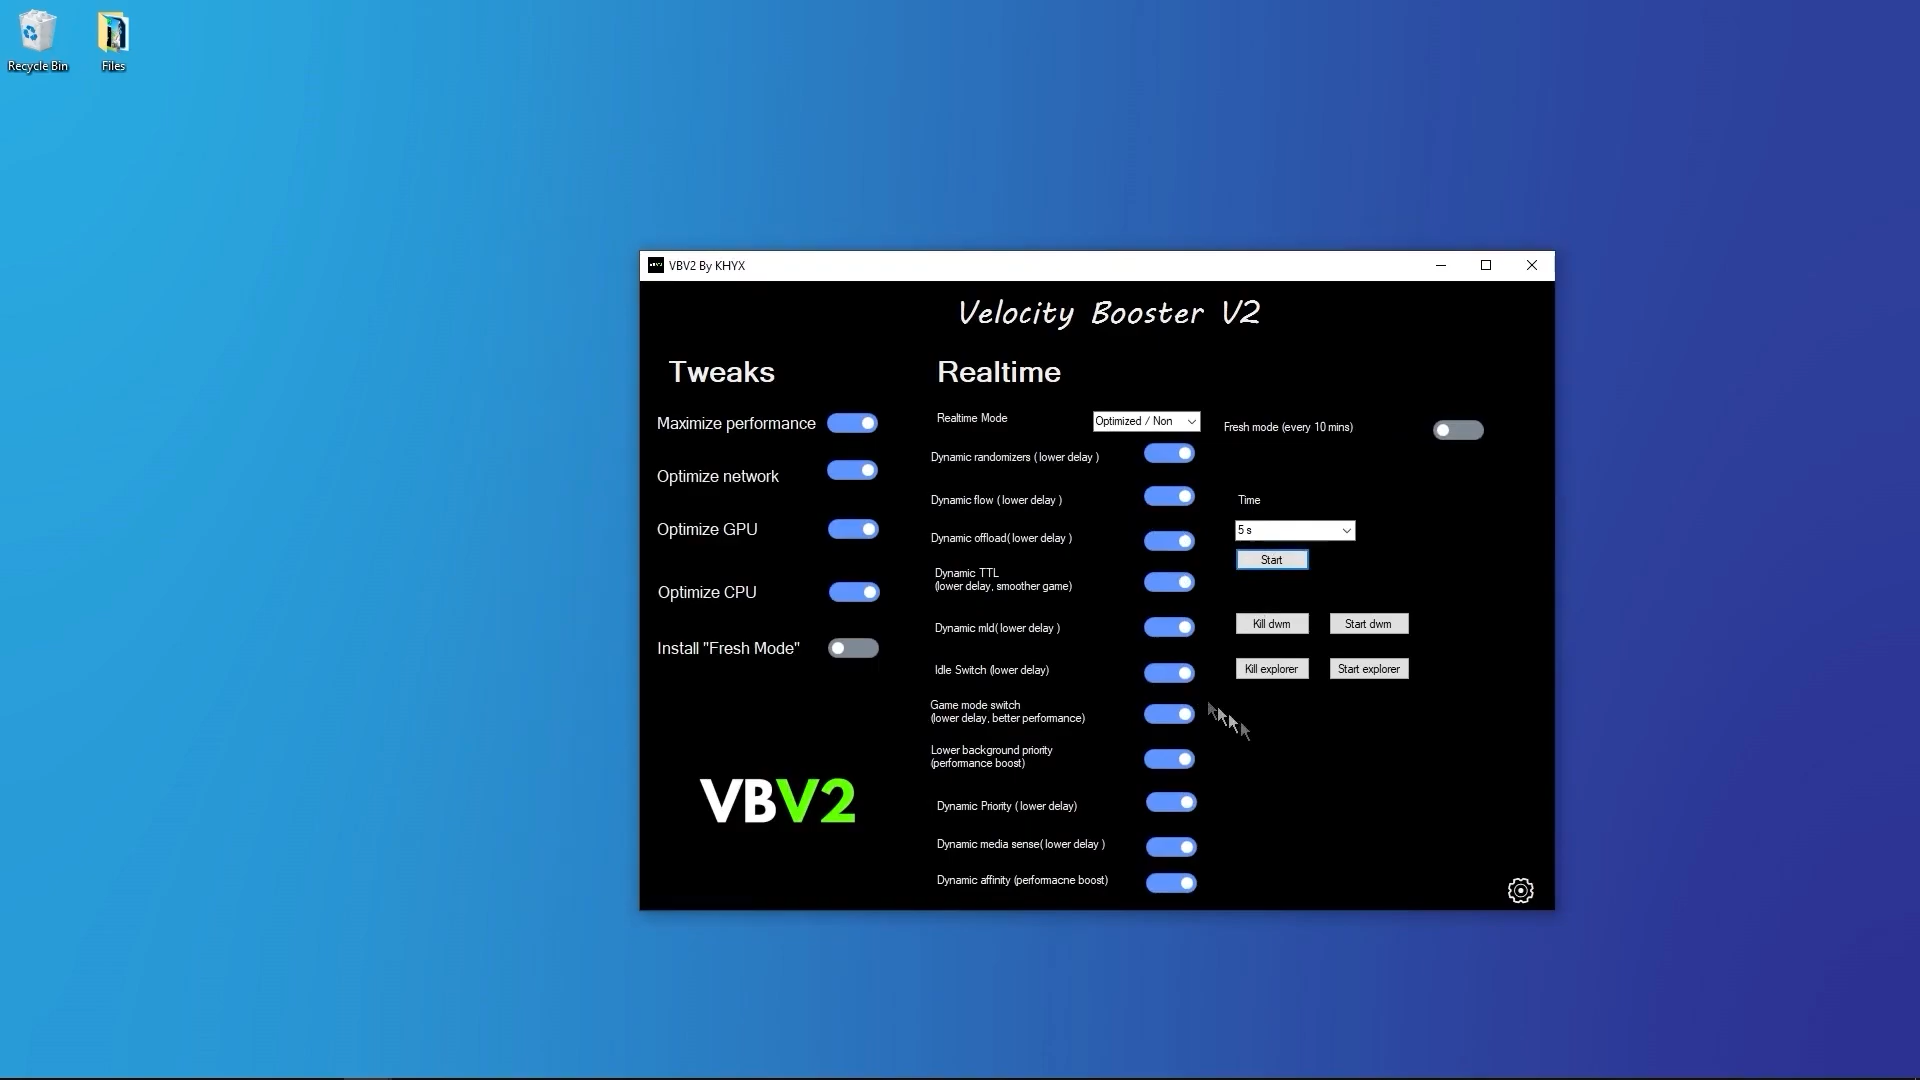 Recycle Bin
Files
VBV2 By KHYX
Velocity Booster V2
Tweaks
Maximize performance
Optimize network
Optimize GPU
Optimize CPU
Install "Fresh Mode"
VBV2
Realtime
Realtime Mode
Optimized / Non
Dynamic randomizers ( lower delay )
Dynamic flow ( lower delay )
Dynamic offload( lower delay )
Dynamic TTL
(lower delay, smoother game)
Dynamic mld( lower delay )
Idle Switch (lower delay)
Game mode switch
(lower delay, better performance)
Lower background priority
(performance boost)
Dynamic Priority ( lower delay)
Dynamic media sense( lower delay )
Dynamic affinity (performacne boost)
Fresh mode (every 10 mins)
Time
5 s
Start
Kill dwm
Start dwm
Kill explorer
Start explorer